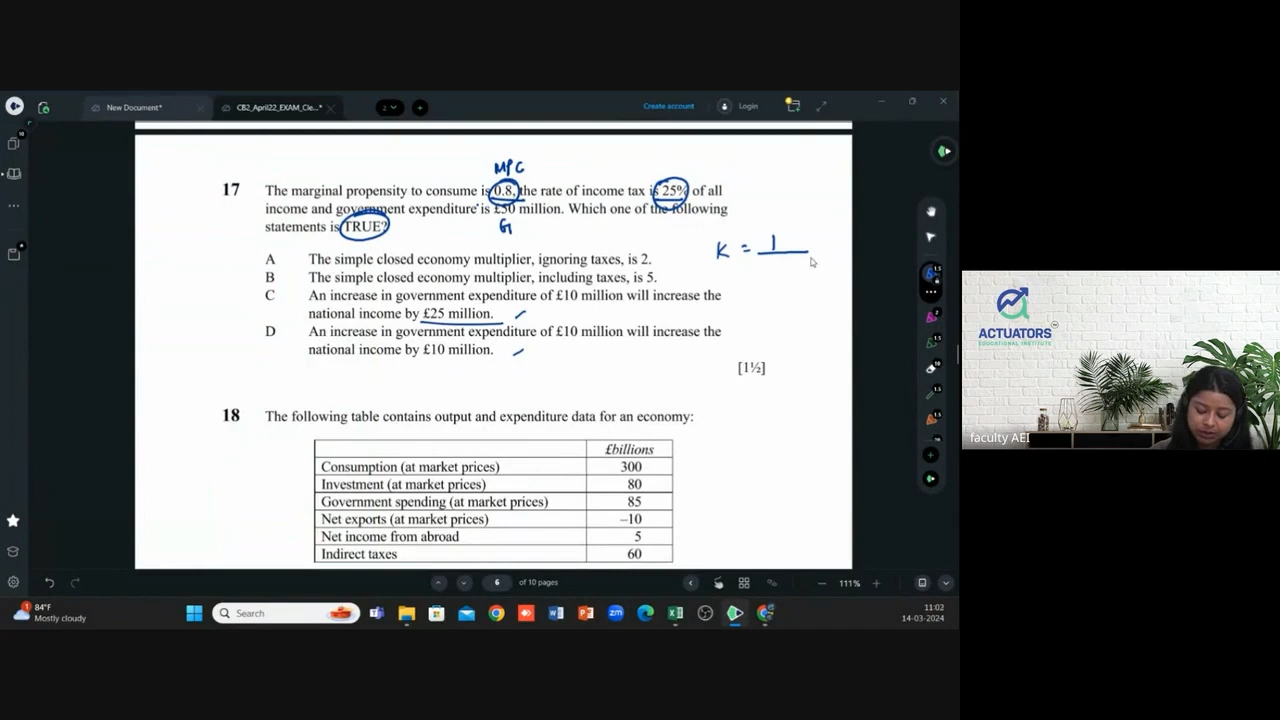 New Document*
CB2_April22_EXAM_Cle...*
2
Create account
Login
MPC
17 The marginal propensity to consume is 0.8, the rate of income tax is 25% of all
income and government expenditure is £50 million. Which one of the following
statements is TRUE?
G
K = 1
A The simple closed economy multiplier, ignoring taxes, is 2.
B The simple closed economy multiplier, including taxes, is 5.
C An increase in government expenditure of £10 million will increase the
national income by £25 million.
D An increase in government expenditure of £10 million will increase the
national income by £10 million.
[1½]
18 The following table contains output and expenditure data for an economy:
£billions
Consumption (at market prices) 300
Investment (at market prices) 80
Government spending (at market prices) 85
Net exports (at market prices) –10
Net income from abroad 5
Indirect taxes 60
6 of 10 pages
111%
84°F
Mostly cloudy
Search
11:02
14-03-2024
ACTUATORS
EDUCATIONAL INSTITUTE
faculty AEI